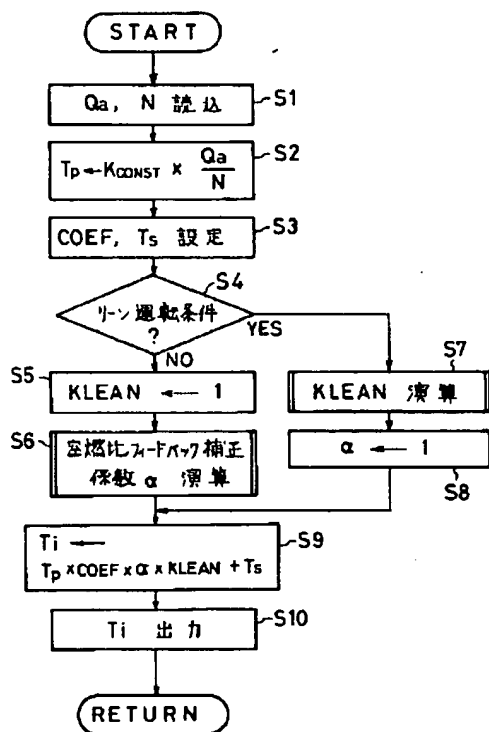 START
Qa, N 読込
S1
Tp←KCONST × Qa/N
S2
COEF, Ts 設定
S3
S4
リーン運転条件
?
YES
NO
S5
KLEAN ← 1
S7
KLEAN 演算
S6
空燃比フィードバック補正
係数 α 演算
α ← 1
S8
Ti ←
Tp×COEF×α×KLEAN+Ts
S9
Ti 出力
S10
RETURN